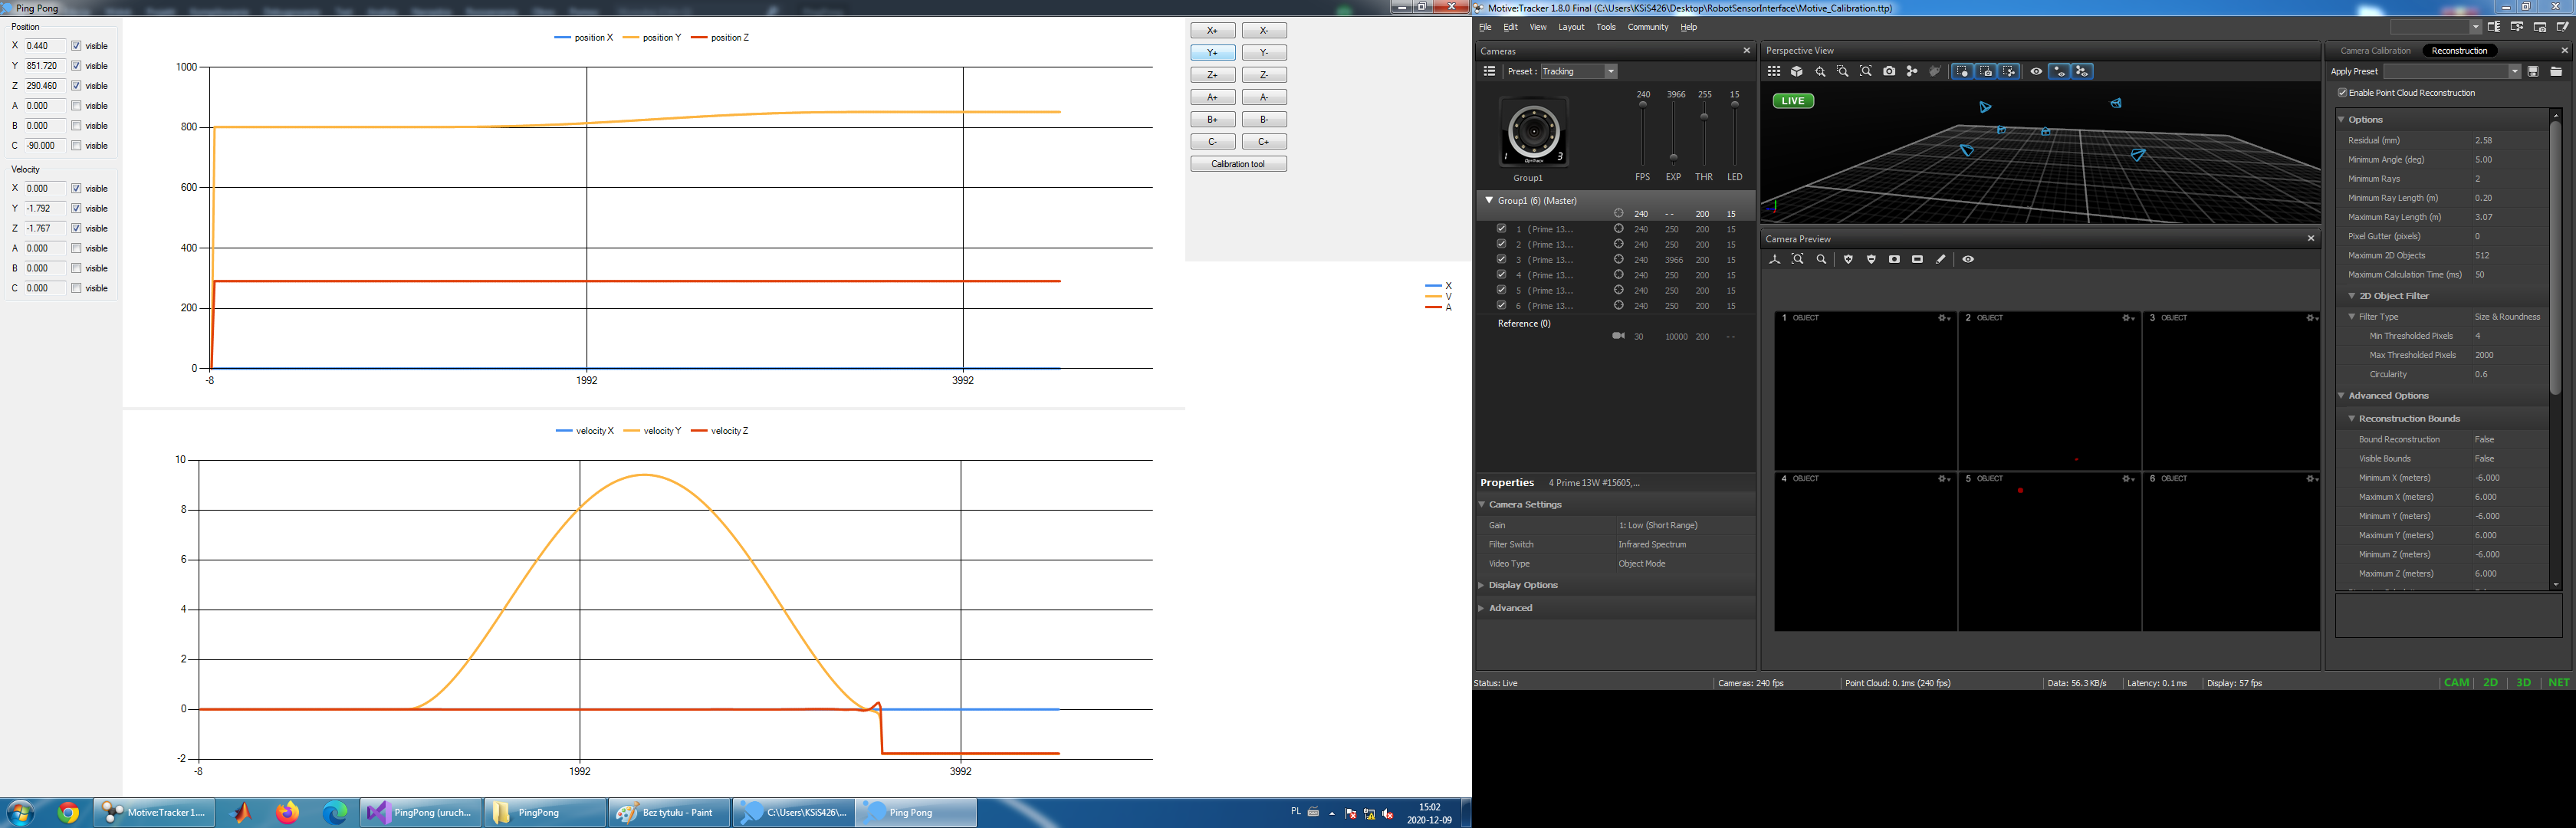 Ping Pong
Position
X 0.440 visible
Y 851.720 visible
Z 290.460 visible
A 0.000 visible
B 0.000 visible
C -90.000 visible
Velocity
X 0.000 visible
Y -1.792 visible
Z -1.767 visible
A 0.000 visible
B 0.000 visible
C 0.000 visible
position X position Y position Z
1000
800
600
400
200
0
-8 1992 3992
velocity X velocity Y velocity Z
10
8
6
4
2
0
-2
-8 1992 3992
X+ X-
Y+ Y-
Z+ Z-
A+ A-
B+ B-
C- C+
Calibration tool
X
V
A
Motive:Tracker 1.8.0 Final (C:\Users\KSiS426\Desktop\RobotSensorInterface\Motive_Calibration.ttp)
File Edit View Layout Tools Community Help
Cameras
Preset : Tracking
240 3966 255 15
1 OptiTrack 3
Group1
FPS EXP THR LED
Group1 (6) (Master)
240 -- 200 15
1 (Prime 13... 240 250 200 15
2 (Prime 13... 240 250 200 15
3 (Prime 13... 240 3966 200 15
4 (Prime 13... 240 250 200 15
5 (Prime 13... 240 250 200 15
6 (Prime 13... 240 250 200 15
Reference (0)
30 10000 200 --
Properties 4 Prime 13W #15605,...
Camera Settings
Gain 1: Low (Short Range)
Filter Switch Infrared Spectrum
Video Type Object Mode
Display Options
Advanced
Perspective View
LIVE
Camera Preview
1 OBJECT 2 OBJECT 3 OBJECT
4 OBJECT 5 OBJECT 6 OBJECT
Camera Calibration Reconstruction
Apply Preset
Enable Point Cloud Reconstruction
Options
Residual (mm) 2.58
Minimum Angle (deg) 5.00
Minimum Rays 2
Minimum Ray Length (m) 0.20
Maximum Ray Length (m) 3.07
Pixel Gutter (pixels) 0
Maximum 2D Objects 512
Maximum Calculation Time (ms) 50
2D Object Filter
Filter Type Size & Roundness
Min Thresholded Pixels 4
Max Thresholded Pixels 2000
Circularity 0.6
Advanced Options
Reconstruction Bounds
Bound Reconstruction False
Visible Bounds False
Minimum X (meters) -6.000
Maximum X (meters) 6.000
Minimum Y (meters) -6.000
Maximum Y (meters) 6.000
Minimum Z (meters) -6.000
Maximum Z (meters) 6.000
Status: Live Cameras: 240 fps Point Cloud: 0.1ms (240 fps) Data: 56.3 KB/s Latency: 0.1 ms Display: 57 fps CAM 2D 3D NET
Motive:Tracker 1.... PingPong (uruch... PingPong Bez tytułu - Paint C:\Users\KSiS426\... Ping Pong PL 15:02
2020-12-09